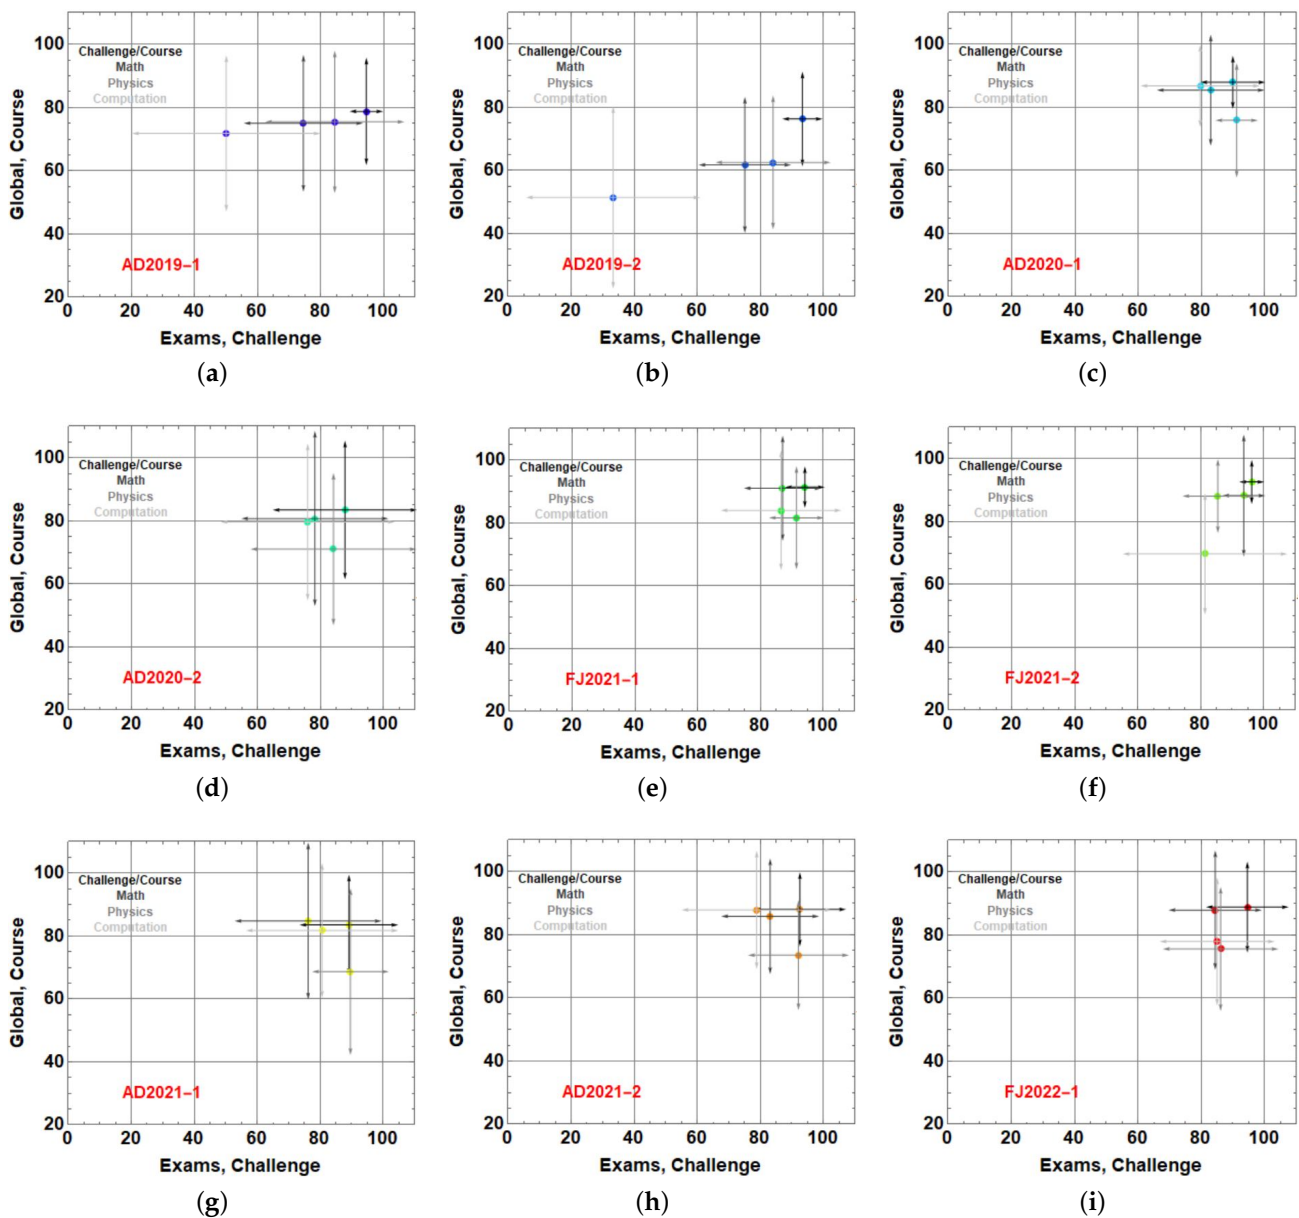 100
80
60
40
20
Global, Course
Challenge/Course
Math
Physics
Computation
AD2019-1
0 20 40 60 80 100
Exams, Challenge
(a)
100
80
60
40
20
Global, Course
Challenge/Course
Math
Physics
Computation
AD2019-2
0 20 40 60 80 100
Exams, Challenge
(b)
100
80
60
40
20
Global, Course
Challenge/Course
Math
Physics
Computation
AD2020-1
0 20 40 60 80 100
Exams, Challenge
(c)
100
80
60
40
20
Global, Course
Challenge/Course
Math
Physics
Computation
AD2020-2
0 20 40 60 80 100
Exams, Challenge
(d)
100
80
60
40
20
Global, Course
Challenge/Course
Math
Physics
Computation
FJ2021-1
0 20 40 60 80 100
Exams, Challenge
(e)
100
80
60
40
20
Global, Course
Challenge/Course
Math
Physics
Computation
FJ2021-2
0 20 40 60 80 100
Exams, Challenge
(f)
100
80
60
40
20
Global, Course
Challenge/Course
Math
Physics
Computation
AD2021-1
0 20 40 60 80 100
Exams, Challenge
(g)
100
80
60
40
20
Global, Course
Challenge/Course
Math
Physics
Computation
AD2021-2
0 20 40 60 80 100
Exams, Challenge
(h)
100
80
60
40
20
Global, Course
Challenge/Course
Math
Physics
Computation
FJ2022-1
0 20 40 60 80 100
Exams, Challenge
(i)